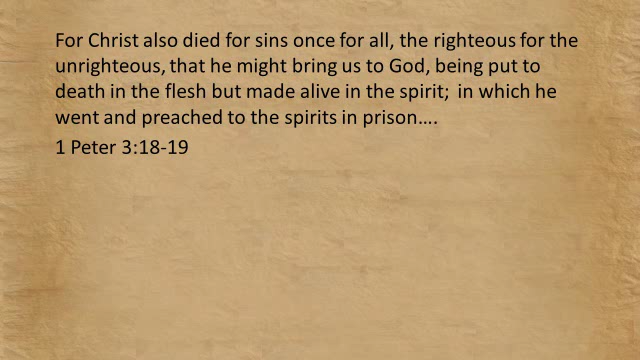 For Christ also died for sins once for all, the righteous for the
unrighteous, that he might bring us to God, being put to
death in the flesh but made alive in the spirit;  in which he
went and preached to the spirits in prison….
1 Peter 3:18-19